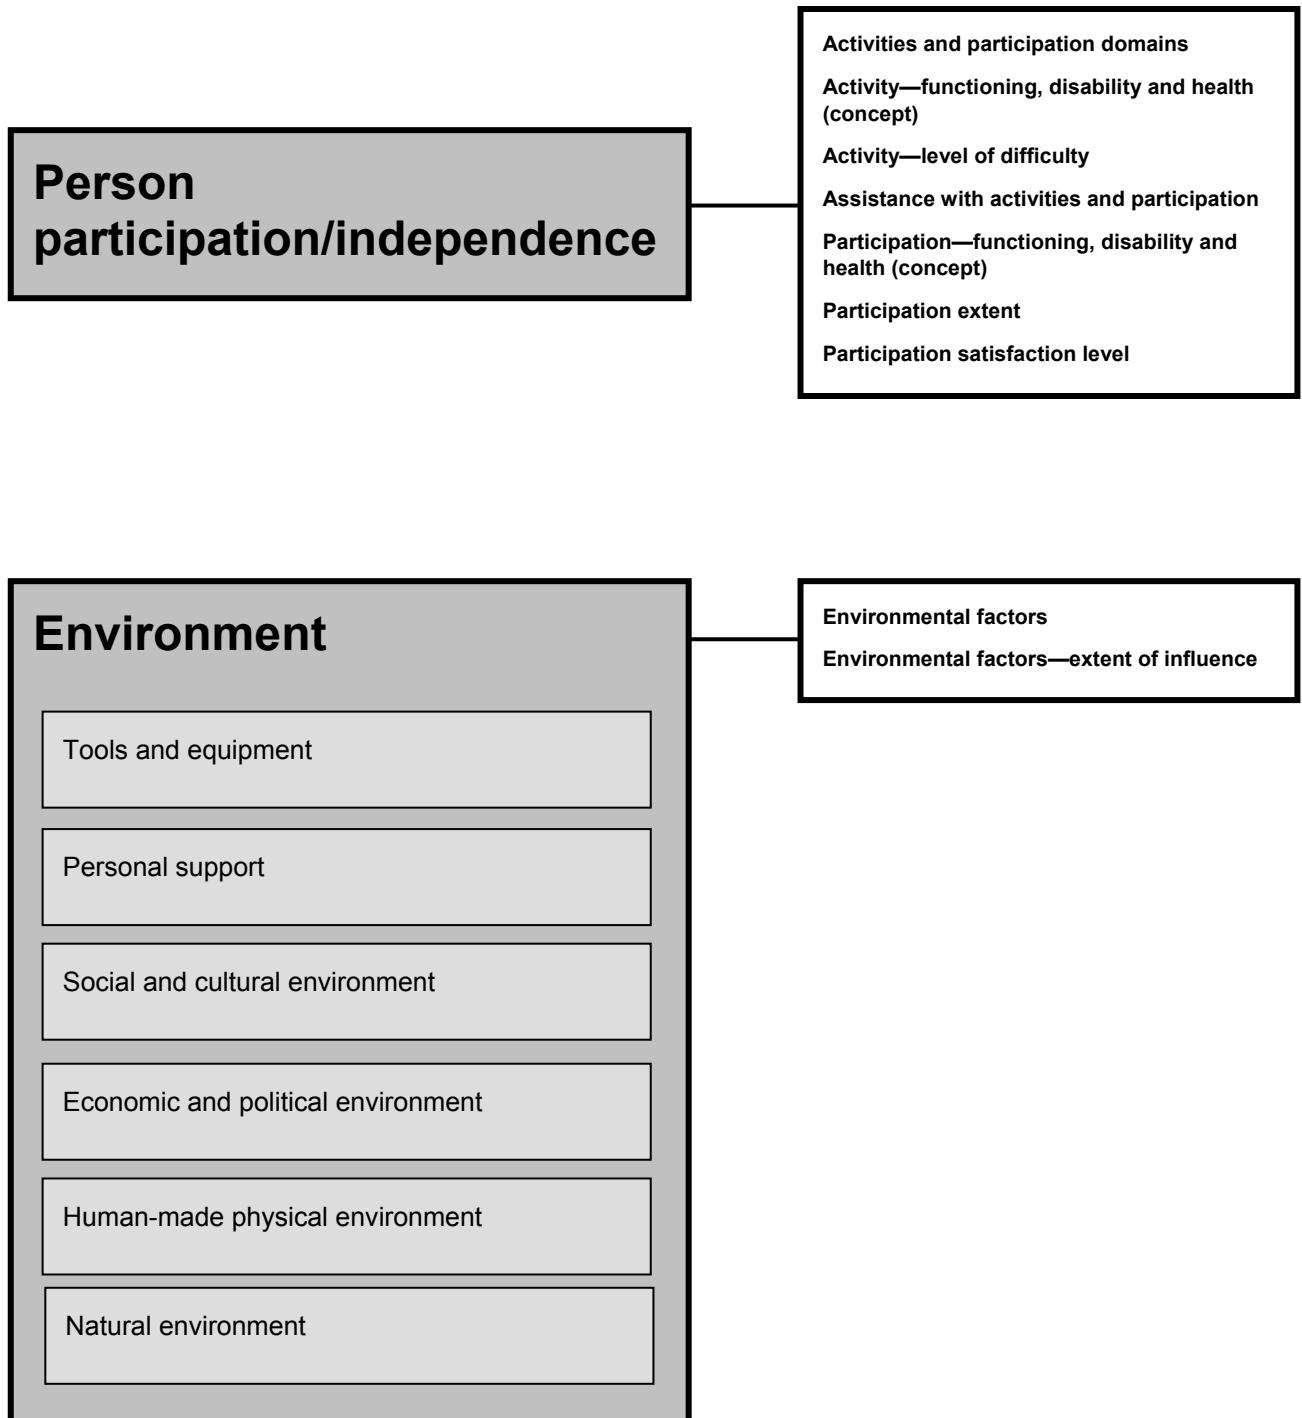 Person
participation/independence
Activities and participation domains
Activity—functioning, disability and health
(concept)
Activity—level of difficulty
Assistance with activities and participation
Participation—functioning, disability and
health (concept)
Participation extent
Participation satisfaction level
Environment
Tools and equipment
Personal support
Social and cultural environment
Economic and political environment
Human-made physical environment
Natural environment
Environmental factors
Environmental factors—extent of influence